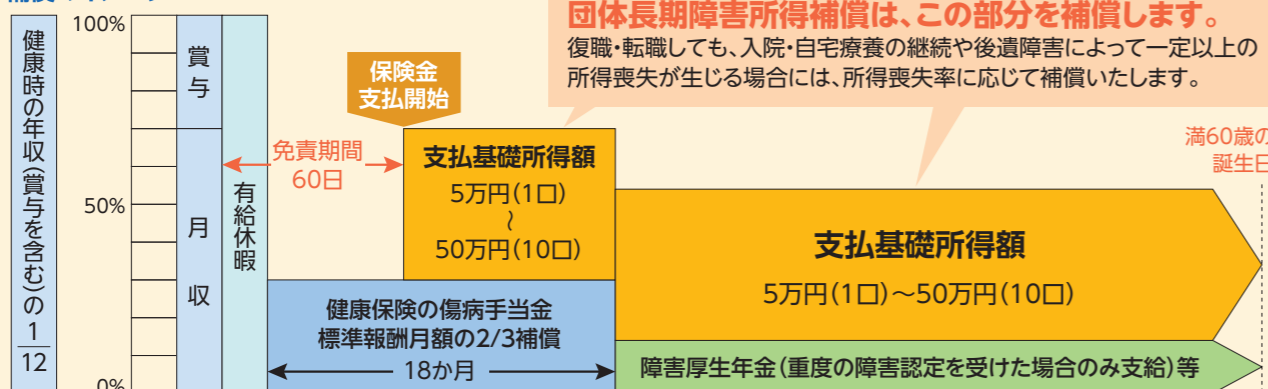 団体長期障害所得補償は、この部分を補償します。
復職・転職しても、入院・自宅療養の継続や後遺障害によって一定以上の
所得喪失が生じる場合には、所得喪失率に応じて補償いたします。
健康時の年収(賞与を含む)の1/12
100%
50%
0%
賞与
月収
有給休暇
免責期間
60日
保険金
支払開始
支払基礎所得額
5万円(1口)
~
50万円(10口)
健康保険の傷病手当金
標準報酬月額の2/3補償
18か月
満60歳の
誕生日
支払基礎所得額
5万円(1口)~50万円(10口)
障害厚生年金(重度の障害認定を受けた場合のみ支給)等